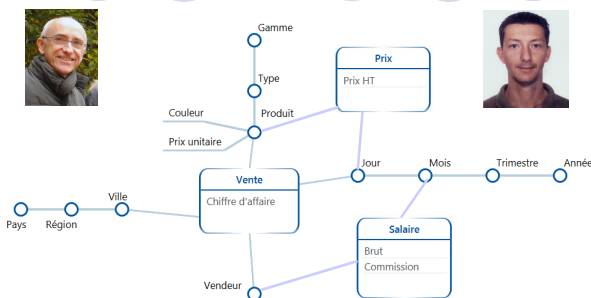 Gamme
Type
Produit
Couleur
Prix unitaire
Prix
Prix HT
Vente
Chiffre d'affaire
Jour
Mois
Trimestre
Année
Ville
Région
Pays
Salaire
Brut
Commission
Vendeur